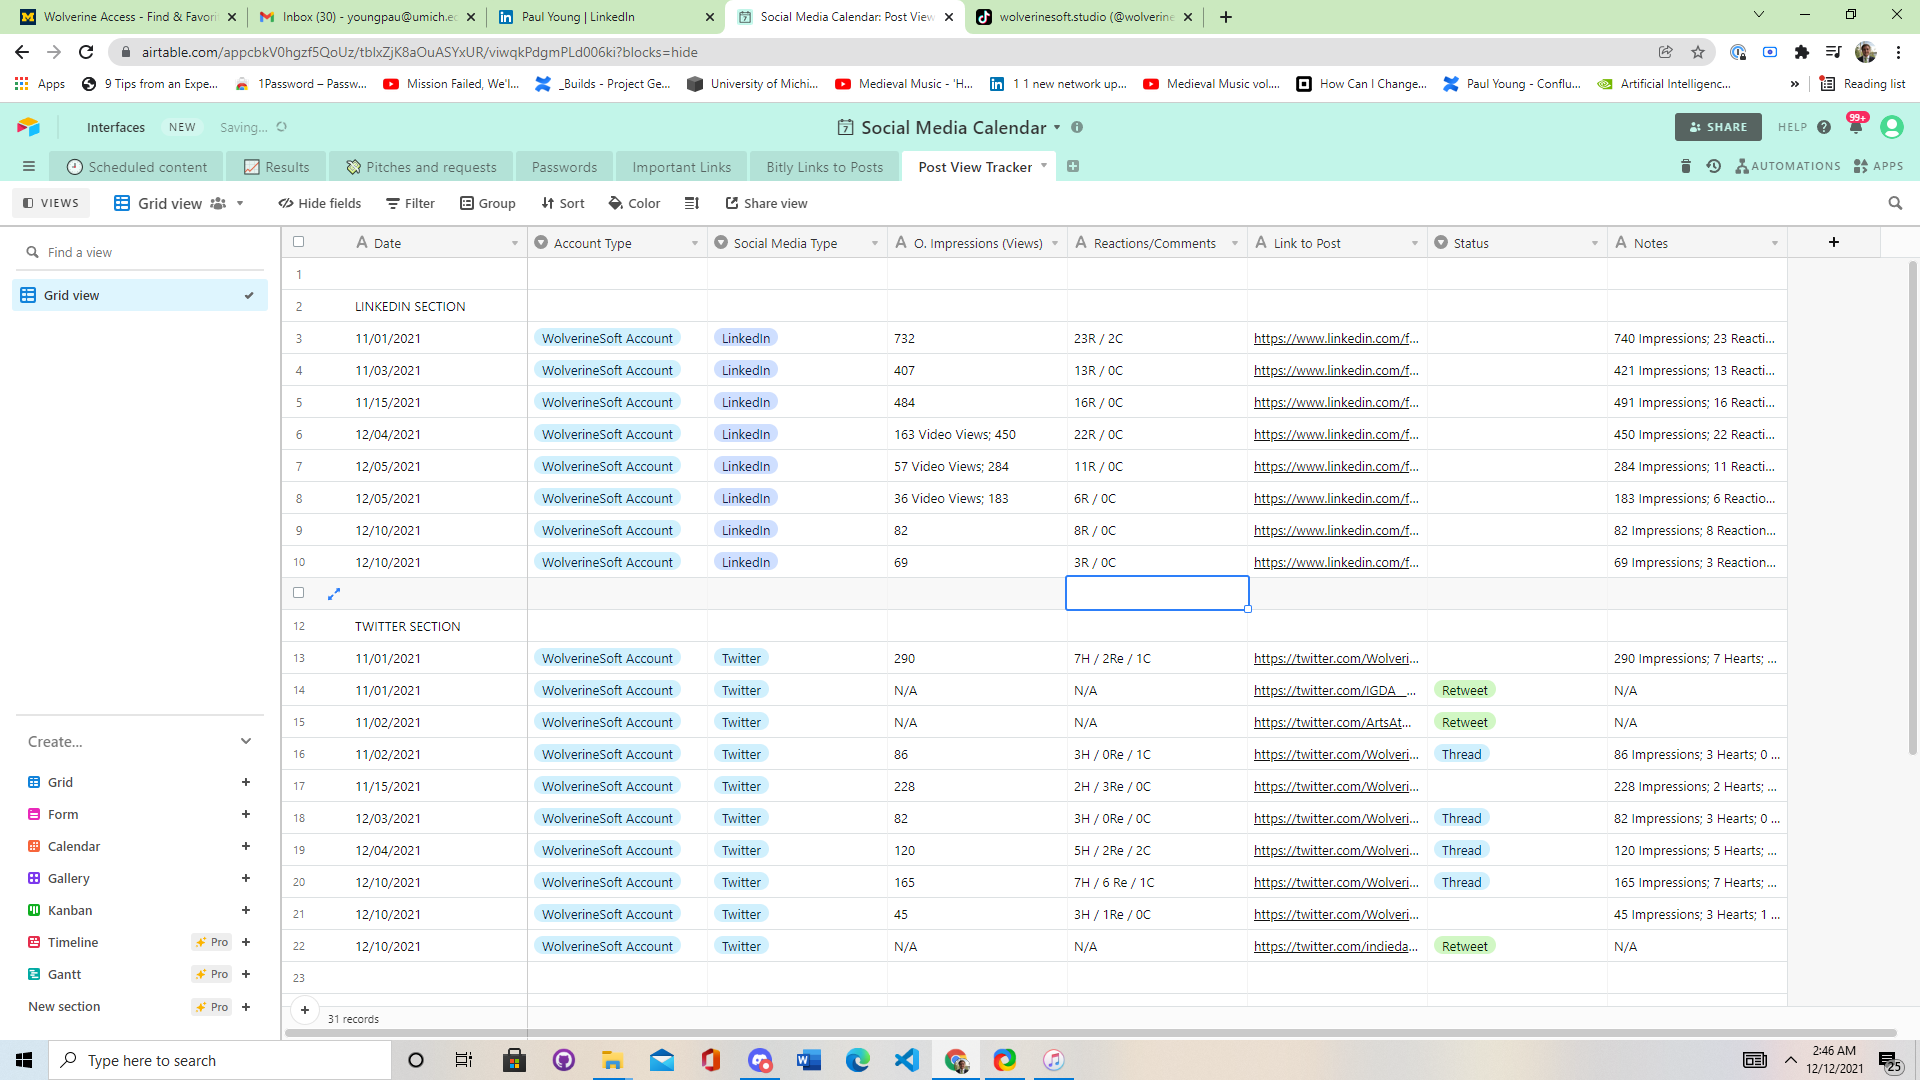 Wolverine Access - Find & Favori
Inbox (30) - youngpau@umich.ec
Paul Young | LinkedIn
Social Media Calendar: Post View
wolverinesoft.studio (@wolverine
airtable.com/appcbkV0hgzf5QoUz/tblxZjK8aOuASYxUR/viwqkPdgmPLd006ki?blocks=hide
Apps
9 Tips from an Expe...
1Password – Passw...
Mission Failed, We'l...
_Builds - Project Ge...
University of Michi...
Medieval Music - 'H...
1 1 new network up...
Medieval Music vol....
How Can I Change...
Paul Young - Conflu...
Artificial Intelligenc...
»
Reading list
Interfaces NEW Saving...
7 Social Media Calendar
SHARE HELP 99+
Scheduled content
Results
Pitches and requests
Passwords
Important Links
Bitly Links to Posts
Post View Tracker
AUTOMATIONS
APPS
VIEWS
Grid view
Hide fields
Filter
Group
Sort
Color
Share view
Find a view
Grid view
Date Account Type Social Media Type O. Impressions (Views) Reactions/Comments Link to Post Status Notes +
1
2 LINKEDIN SECTION
3 11/01/2021 WolverineSoft Account LinkedIn 732 23R / 2C https://www.linkedin.com/f... 740 Impressions; 23 Reacti...
4 11/03/2021 WolverineSoft Account LinkedIn 407 13R / 0C https://www.linkedin.com/f... 421 Impressions; 13 Reacti...
5 11/15/2021 WolverineSoft Account LinkedIn 484 16R / 0C https://www.linkedin.com/f... 491 Impressions; 16 Reacti...
6 12/04/2021 WolverineSoft Account LinkedIn 163 Video Views; 450 22R / 0C https://www.linkedin.com/f... 450 Impressions; 22 Reacti...
7 12/05/2021 WolverineSoft Account LinkedIn 57 Video Views; 284 11R / 0C https://www.linkedin.com/f... 284 Impressions; 11 Reacti...
8 12/05/2021 WolverineSoft Account LinkedIn 36 Video Views; 183 6R / 0C https://www.linkedin.com/f... 183 Impressions; 6 Reactio...
9 12/10/2021 WolverineSoft Account LinkedIn 82 8R / 0C https://www.linkedin.com/f... 82 Impressions; 8 Reaction...
10 12/10/2021 WolverineSoft Account LinkedIn 69 3R / 0C https://www.linkedin.com/f... 69 Impressions; 3 Reaction...
12 TWITTER SECTION
13 11/01/2021 WolverineSoft Account Twitter 290 7H / 2Re / 1C https://twitter.com/Wolveri... 290 Impressions; 7 Hearts; ...
14 11/01/2021 WolverineSoft Account Twitter N/A N/A https://twitter.com/IGDA__... Retweet N/A
15 11/02/2021 WolverineSoft Account Twitter N/A N/A https://twitter.com/ArtsAt... Retweet N/A
16 11/02/2021 WolverineSoft Account Twitter 86 3H / 0Re / 1C https://twitter.com/Wolveri... Thread 86 Impressions; 3 Hearts; 0 ...
17 11/15/2021 WolverineSoft Account Twitter 228 2H / 3Re / 0C https://twitter.com/Wolveri... 228 Impressions; 2 Hearts; ...
18 12/03/2021 WolverineSoft Account Twitter 82 3H / 0Re / 0C https://twitter.com/Wolveri... Thread 82 Impressions; 3 Hearts; 0 ...
19 12/04/2021 WolverineSoft Account Twitter 120 5H / 2Re / 2C https://twitter.com/Wolveri... Thread 120 Impressions; 5 Hearts; ...
20 12/10/2021 WolverineSoft Account Twitter 165 7H / 6 Re / 1C https://twitter.com/Wolveri... Thread 165 Impressions; 7 Hearts; ...
21 12/10/2021 WolverineSoft Account Twitter 45 3H / 1Re / 0C https://twitter.com/Wolveri... 45 Impressions; 3 Hearts; 1 ...
22 12/10/2021 WolverineSoft Account Twitter N/A N/A https://twitter.com/indieda... Retweet N/A
23
31 records
Create...
Grid +
Form +
Calendar +
Gallery +
Kanban +
Timeline Pro +
Gantt Pro +
New section Pro +
Type here to search
2:46 AM
12/12/2021
25